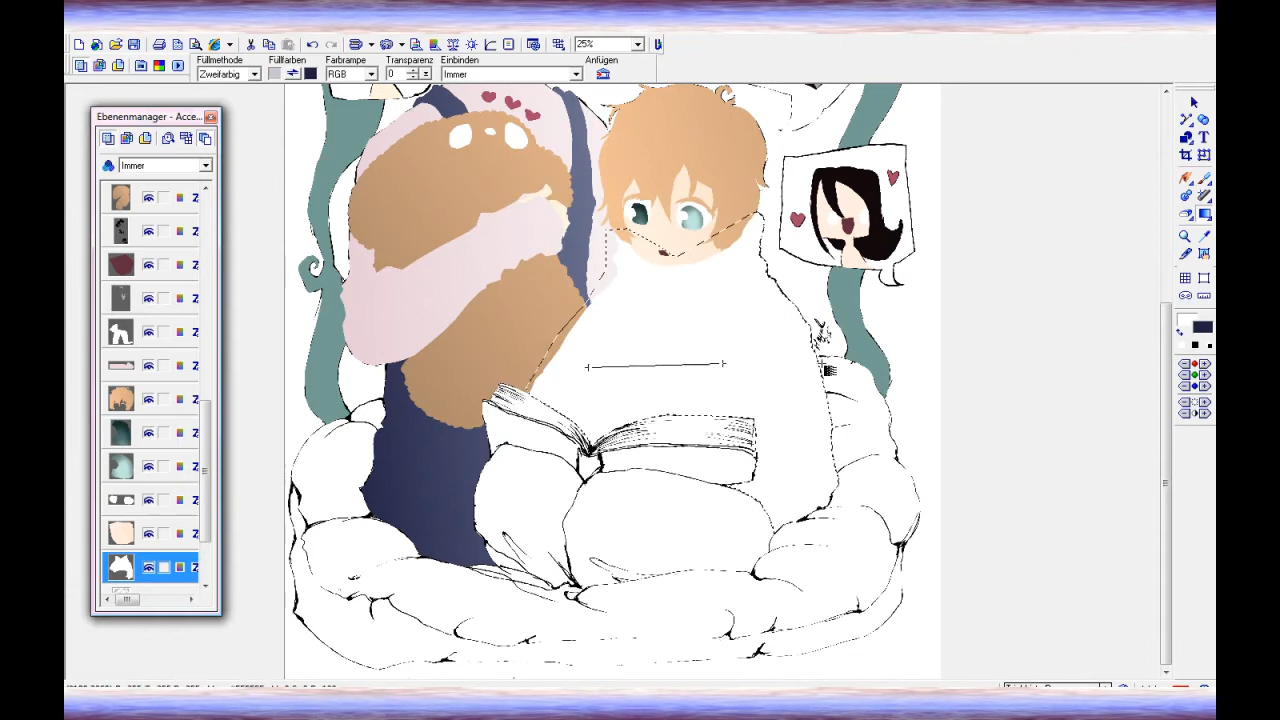 25%
Füllmethode Füllfarben Farbrampe Transparenz Einbinden Anfügen
Zweifarbig RGB 0 Immer
Ebenenmanager - Acce...
Immer